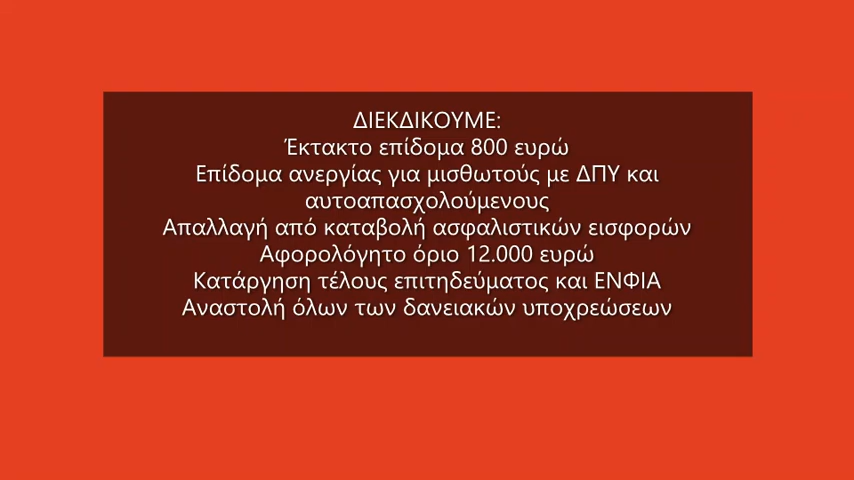 ΔΙΕΚΔΙΚΟΥΜΕ:
Έκτακτο επίδομα 800 ευρώ
Επίδομα ανεργίας για μισθωτούς με ΔΠΥ και
αυτοαπασχολούμενους
Απαλλαγή από καταβολή ασφαλιστικών εισφορών
Αφορολόγητο όριο 12.000 ευρώ
Κατάργηση τέλους επιτηδεύματος και ΕΝΦΙΑ
Αναστολή όλων των δανειακών υποχρεώσεων